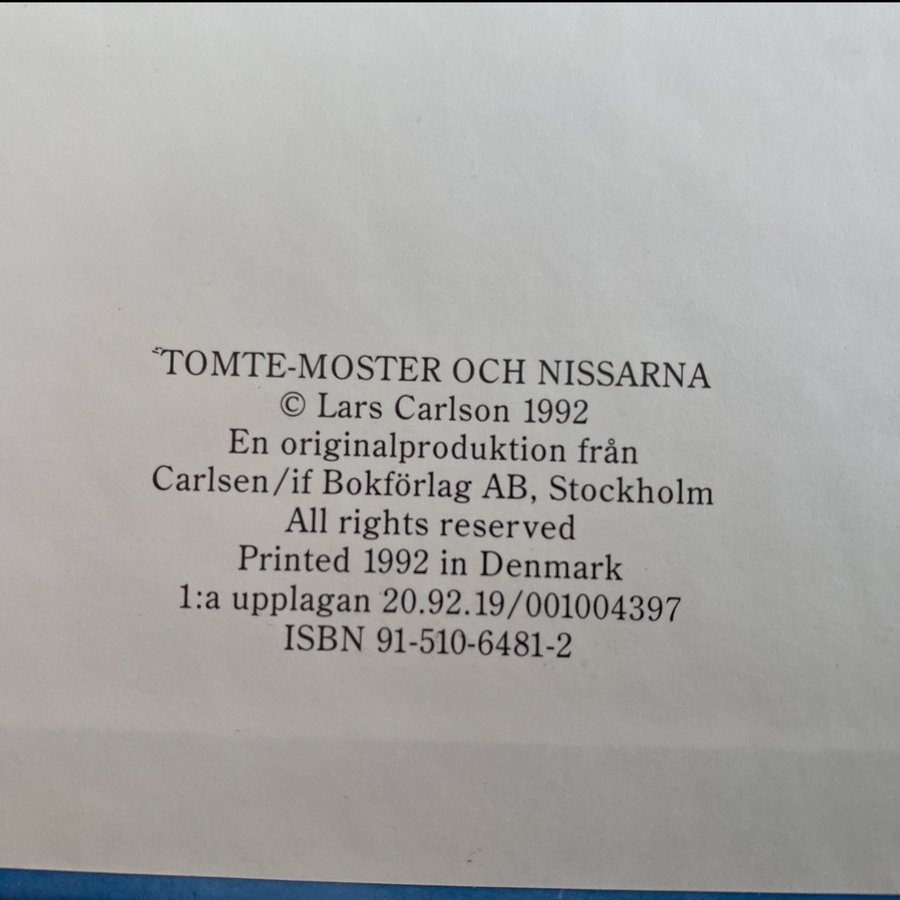 TOMTE-MOSTER OCH NISSARNA
© Lars Carlson 1992
En originalproduktion från
Carlsen/if Bokförlag AB, Stockholm
All rights reserved
Printed 1992 in Denmark
1:a upplagan 20.92.19/001004397
ISBN 91-510-6481-2